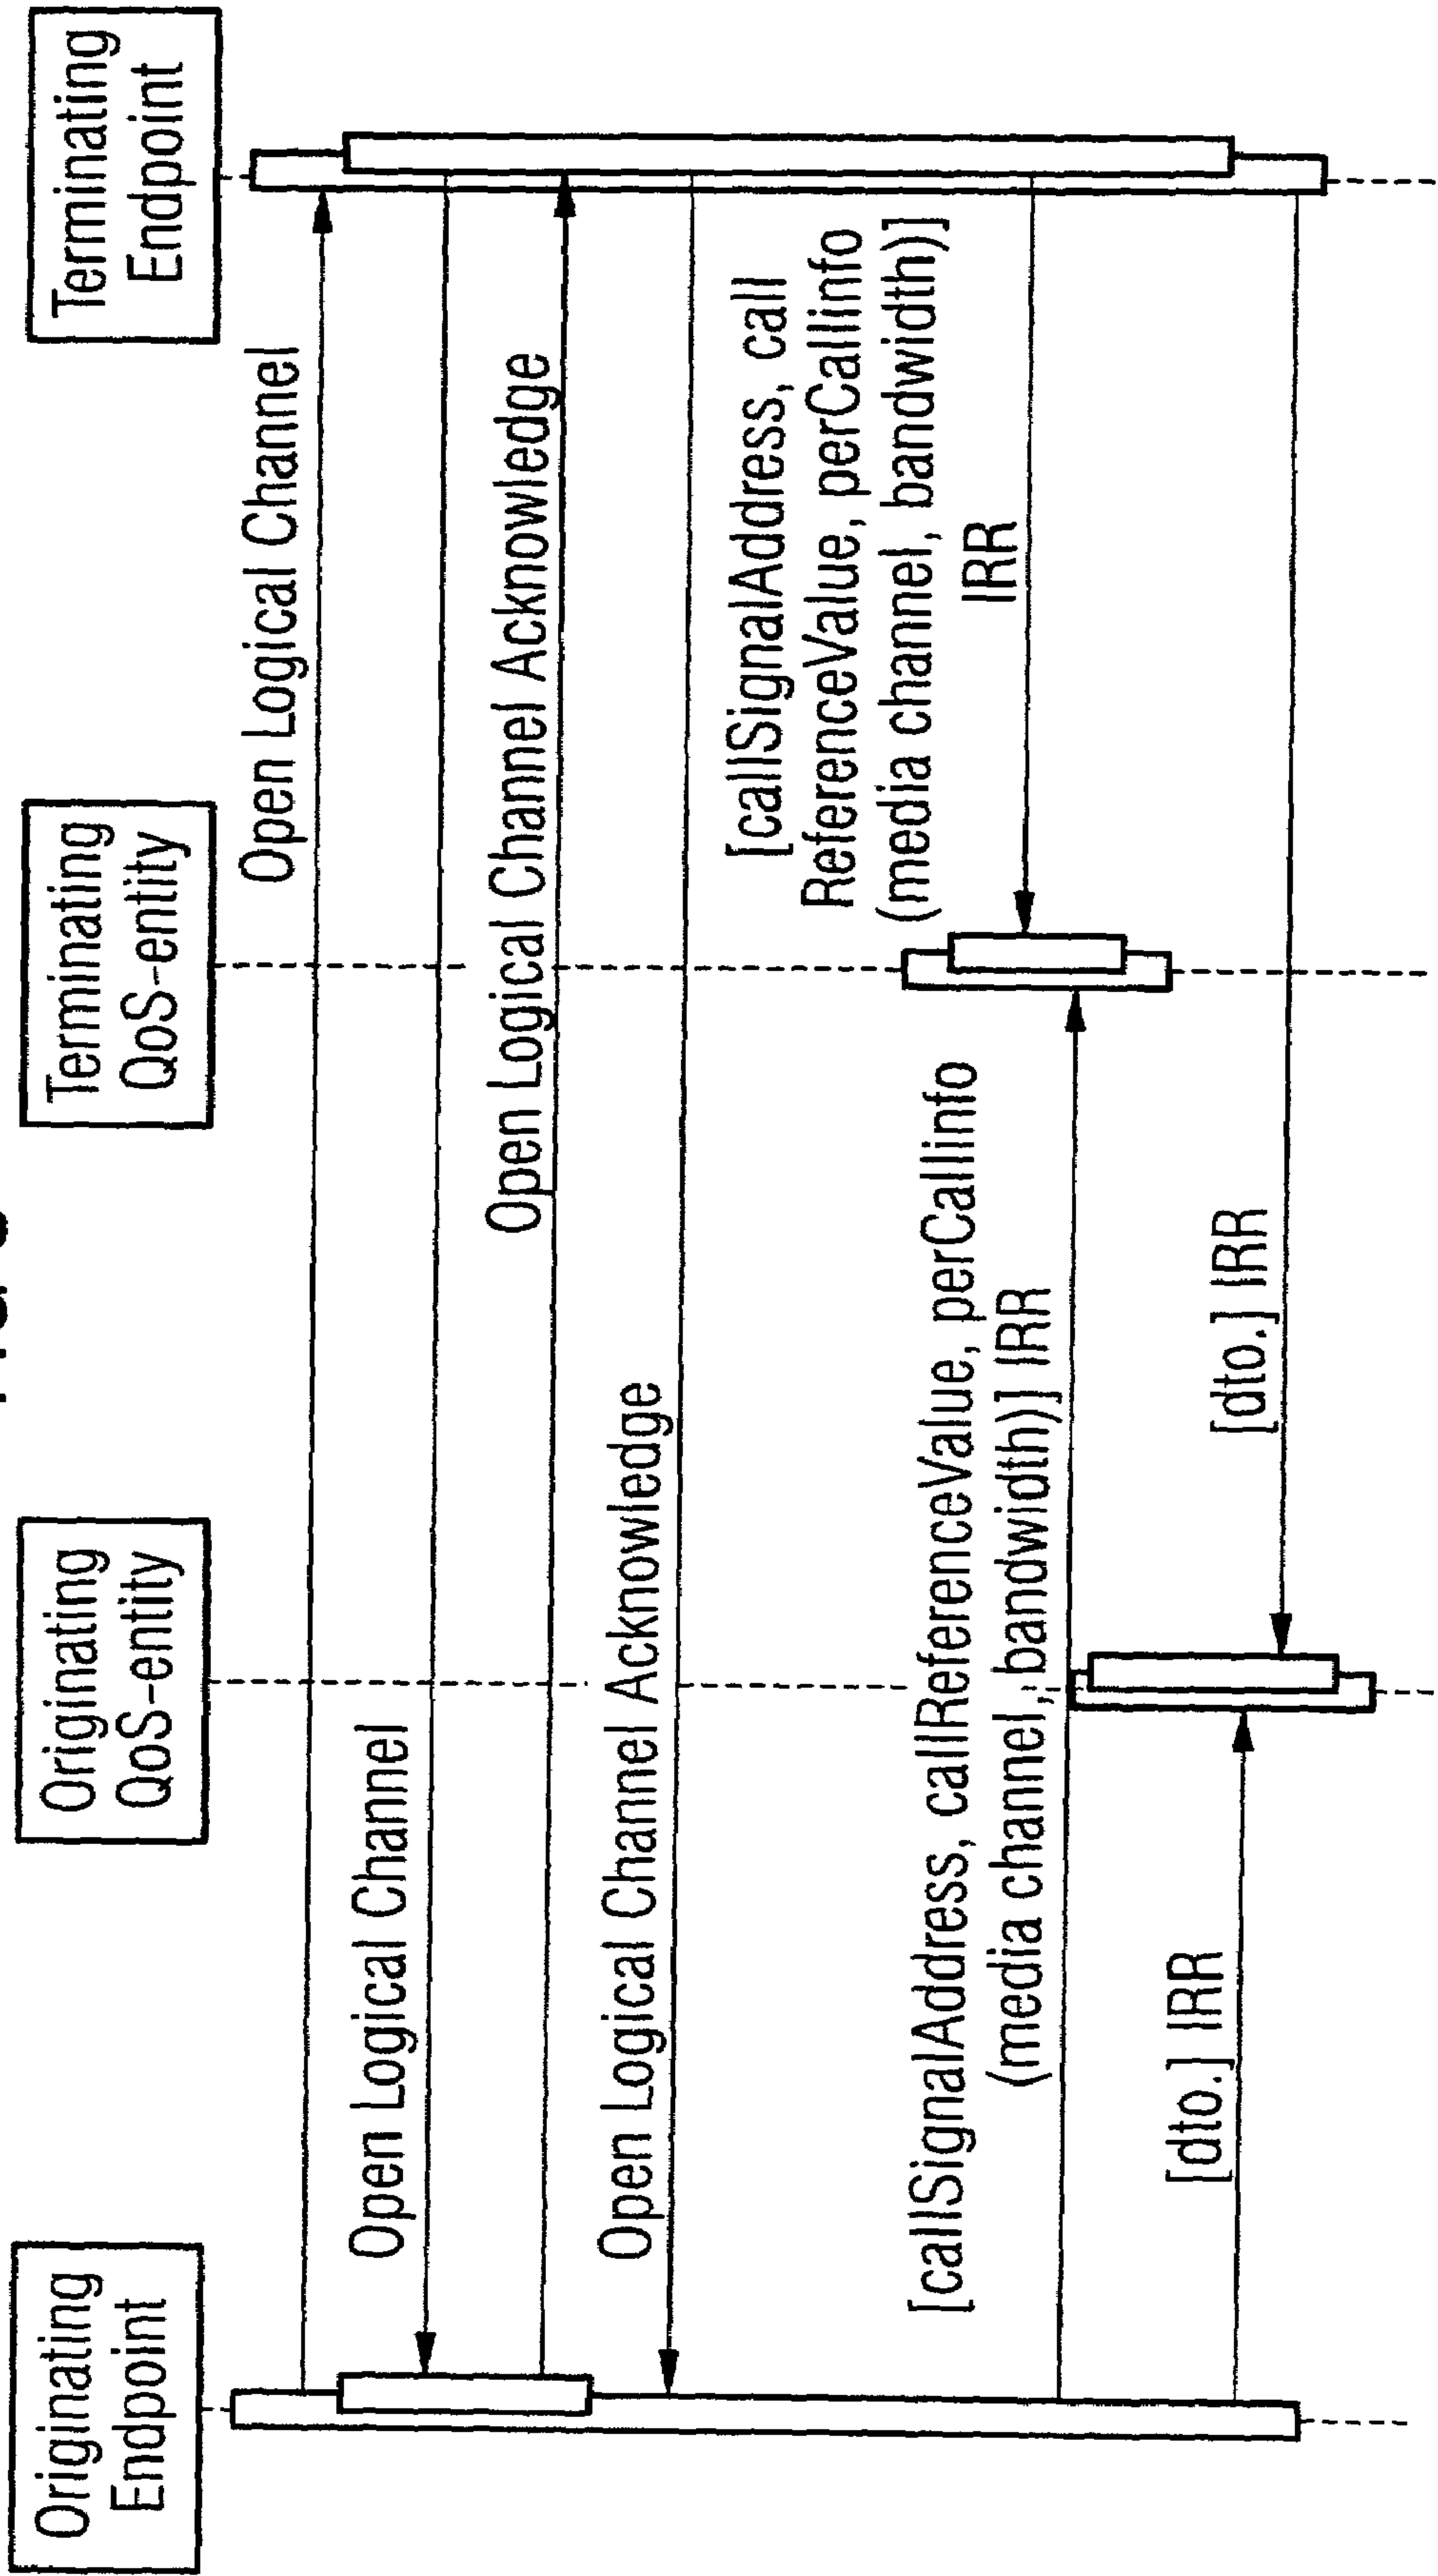 Originating
Endpoint
Originating
QoS-entity
Terminating
QoS-entity
Terminating
Endpoint
Open Logical Channel
Open Logical Channel
Open Logical Channel Acknowledge
Open Logical Channel Acknowledge
[callSignalAddress, call
ReferenceValue, perCallinfo
(media channel, bandwidth)]
IRR
[callSignalAddress, callReferenceValue, perCallinfo
(media channel, bandwidth)] IRR
[dto.] IRR
[dto.] IRR